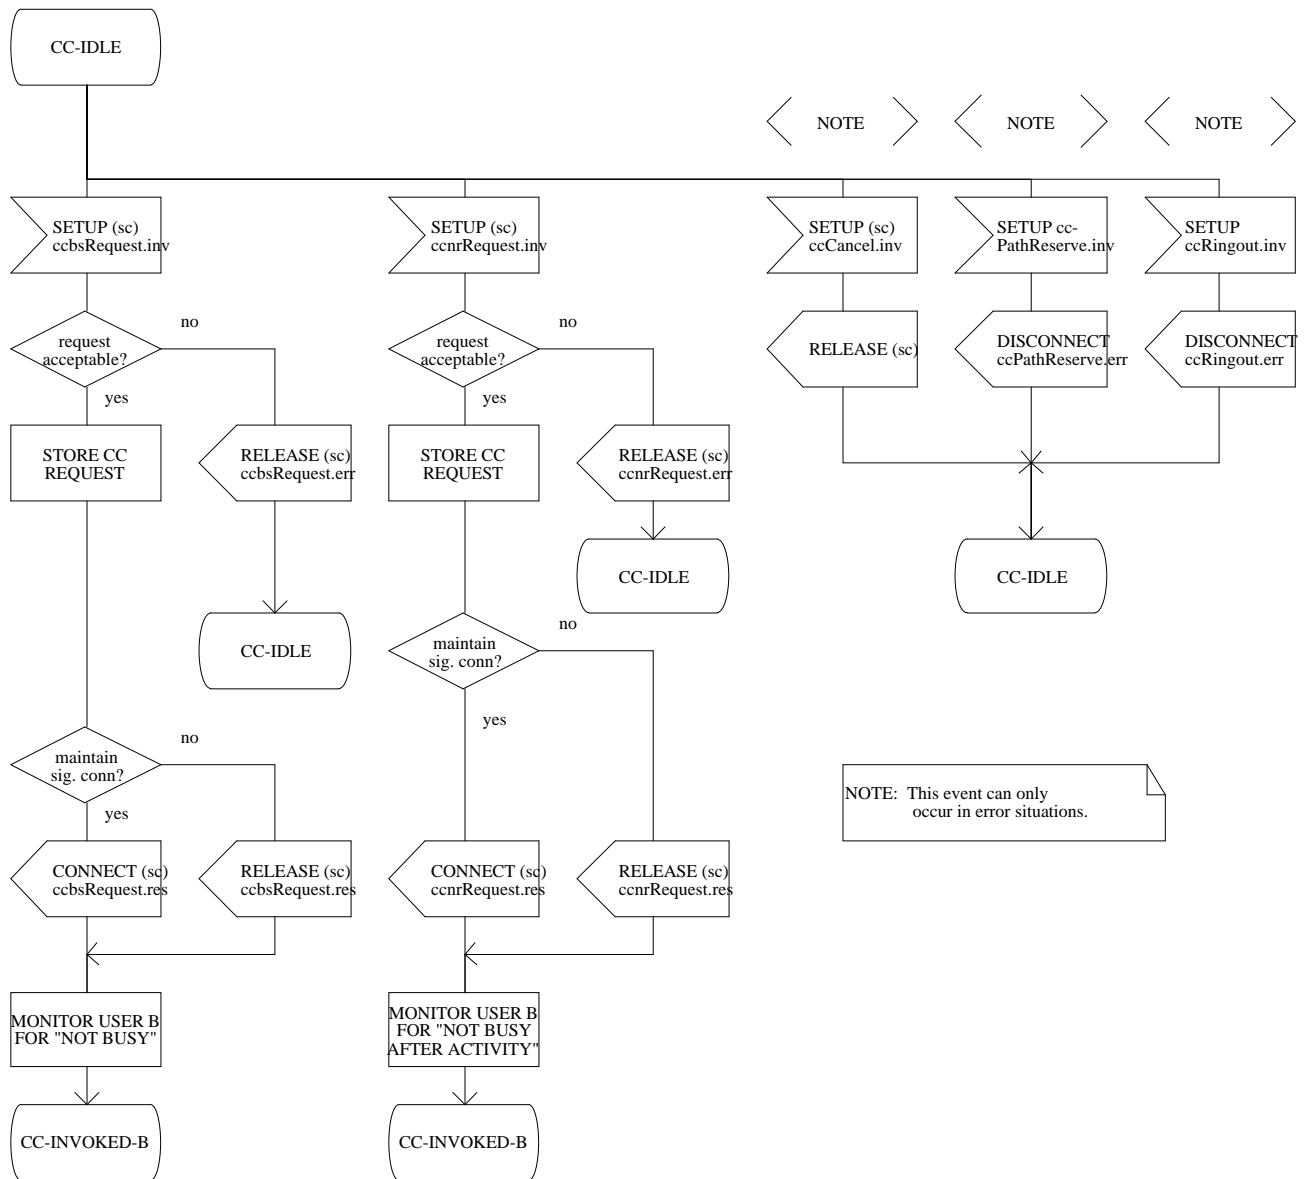 CC-IDLE
NOTE
NOTE
NOTE
SETUP (sc)
ccbsRequest.inv
SETUP (sc)
ccnrRequest.inv
SETUP (sc)
ccCancel.inv
SETUP cc-
PathReserve.inv
SETUP
ccRingout.inv
no
request
acceptable?
yes
no
request
acceptable?
yes
RELEASE (sc)
DISCONNECT
ccPathReserve.err
DISCONNECT
ccRingout.err
STORE CC
REQUEST
RELEASE (sc)
ccbsRequest.err
STORE CC
REQUEST
RELEASE (sc)
ccnrRequest.err
CC-IDLE
CC-IDLE
CC-IDLE
no
maintain
sig. conn?
yes
no
maintain
sig. conn?
yes
NOTE: This event can only
occur in error situations.
CONNECT (sc)
ccbsRequest.res
RELEASE (sc)
ccbsRequest.res
CONNECT (sc)
ccnrRequest.res
RELEASE (sc)
ccnrRequest.res
MONITOR USER B
FOR "NOT BUSY"
MONITOR USER B
FOR "NOT BUSY
AFTER ACTIVITY"
CC-INVOKED-B
CC-INVOKED-B